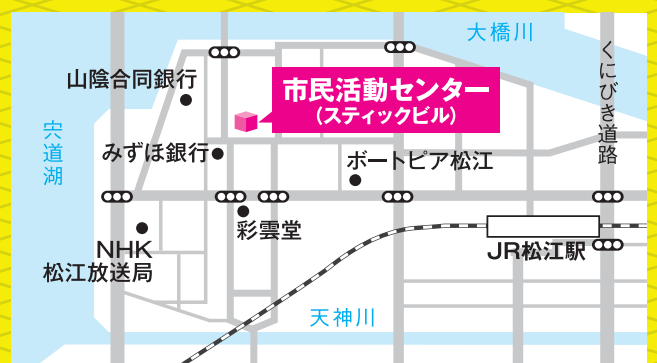 大橋川
くにびき道路
山陰合同銀行
市民活動センター
(スティックビル)
宍道湖
みずほ銀行
ボートピア松江
彩雲堂
NHK
松江放送局
JR松江駅
天神川